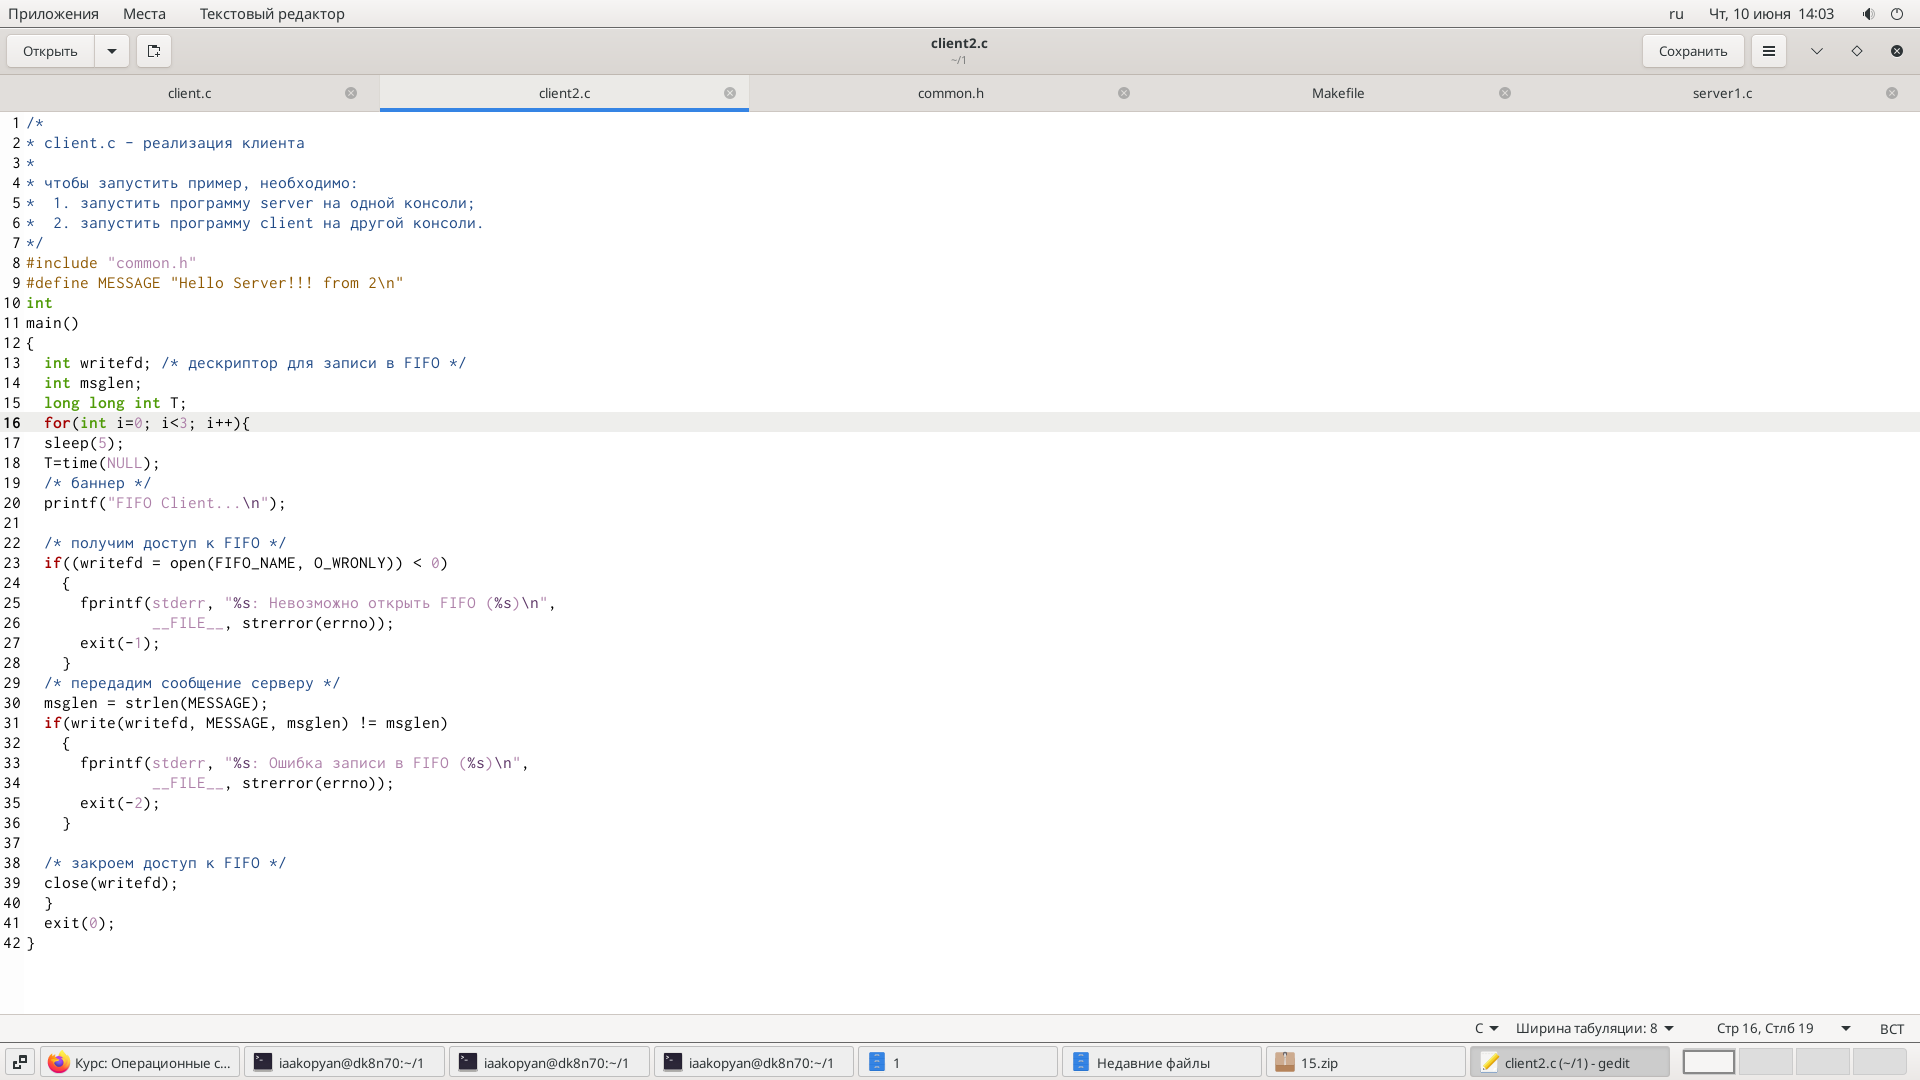 Приложения Места Текстовый редактор ru Чт, 10 июня 14:03
Открыть client2.c Сохранить
~/1
client.c client2.c common.h Makefile server1.c
1 /*
2 * client.c - реализация клиента
3 *
4 * чтобы запустить пример, необходимо:
5 *  1. запустить программу server на одной консоли;
6 *  2. запустить программу client на другой консоли.
7 */
8 #include "common.h"
9 #define MESSAGE "Hello Server!!! from 2\n"
10 int
11 main()
12 {
13   int writefd; /* дескриптор для записи в FIFO */
14   int msglen;
15   long long int T;
16   for(int i=0; i<3; i++){
17   sleep(5);
18   T=time(NULL);
19   /* баннер */
20   printf("FIFO Client...\n");
21
22   /* получим доступ к FIFO */
23   if((writefd = open(FIFO_NAME, O_WRONLY)) < 0)
24     {
25       fprintf(stderr, "%s: Невозможно открыть FIFO (%s)\n",
26               __FILE__, strerror(errno));
27       exit(-1);
28     }
29   /* передадим сообщение серверу */
30   msglen = strlen(MESSAGE);
31   if(write(writefd, MESSAGE, msglen) != msglen)
32     {
33       fprintf(stderr, "%s: Ошибка записи в FIFO (%s)\n",
34               __FILE__, strerror(errno));
35       exit(-2);
36     }
37
38   /* закроем доступ к FIFO */
39   close(writefd);
40   }
41   exit(0);
42 }
C Ширина табуляции: 8 Стр 16, Стлб 19 ВСТ
Курс: Операционные с... iaakopyan@dk8n70:~/1 iaakopyan@dk8n70:~/1 iaakopyan@dk8n70:~/1 1 Недавние файлы 15.zip client2.c (~/1) - gedit